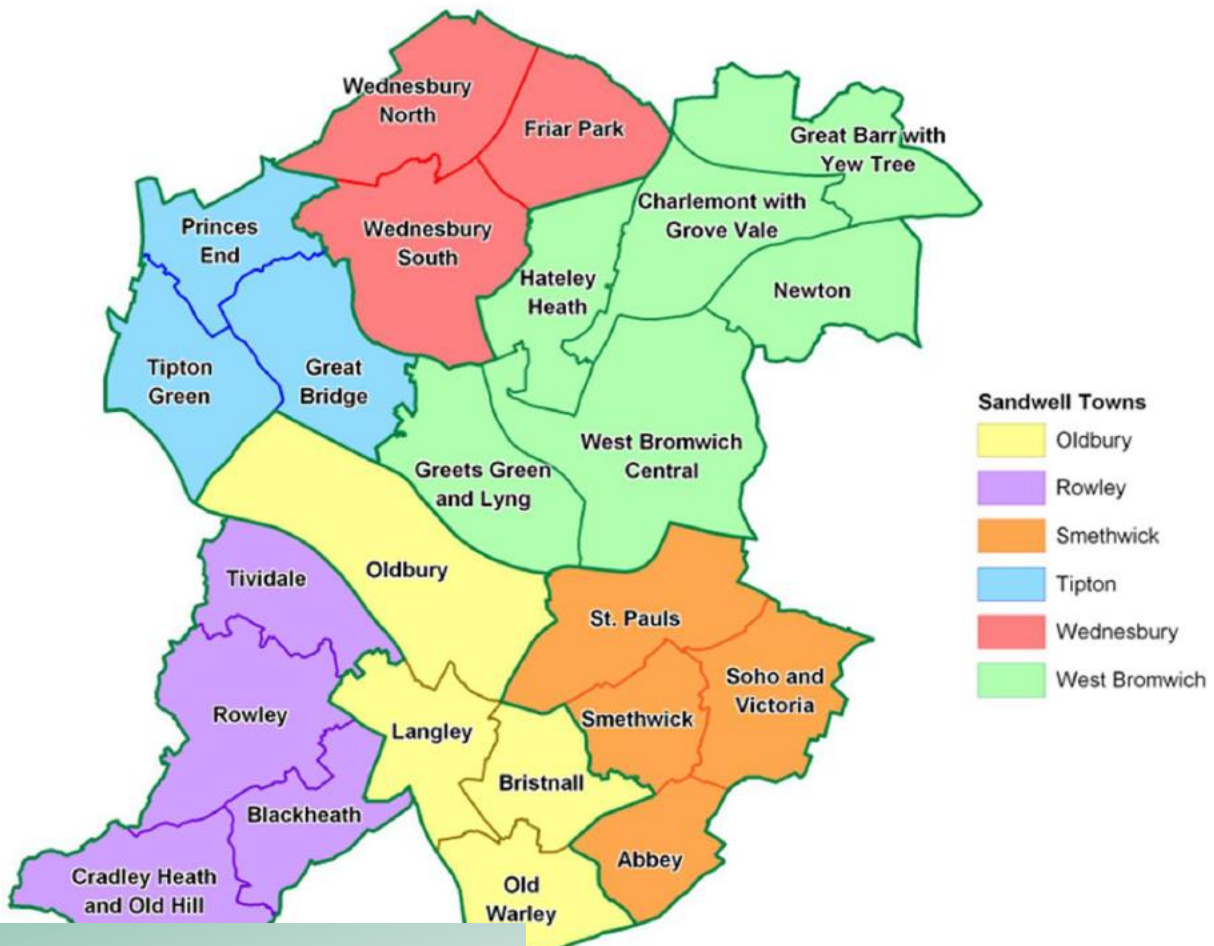 Wednesbury
North
Friar Park
Great Barr with
Yew Tree
Charlemont with
Grove Vale
Princes
End
Wednesbury
South
Hateley
Heath
Newton
Tipton
Green
Great
Bridge
West Bromwich
Central
Greets Green
and Lyng
Oldbury
Tividale
St. Pauls
Soho and
Victoria
Smethwick
Rowley
Langley
Bristnall
Blackheath
Abbey
Cradley Heath
and Old Hill
Old
Warley
Sandwell Towns
Oldbury
Rowley
Smethwick
Tipton
Wednesbury
West Bromwich